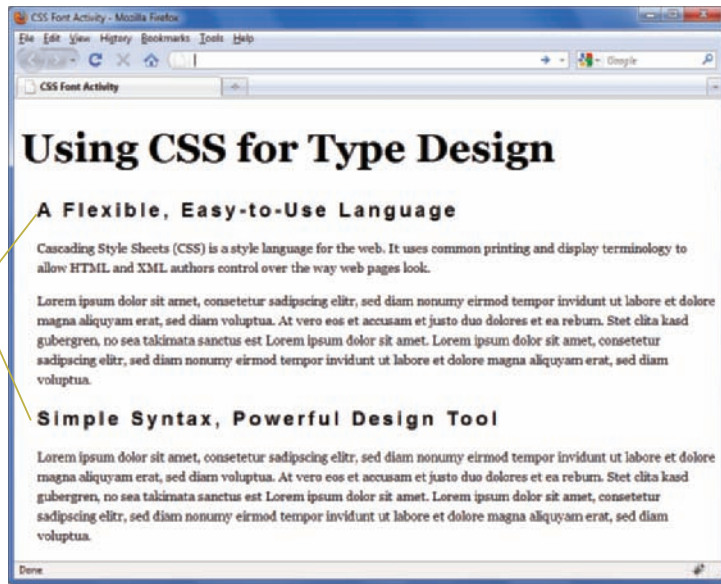 CSS Font Activity - Mozilla Firefox
File Edit View History Bookmarks Tools Help
Google
CSS Font Activity
Using CSS for Type Design
A Flexible, Easy-to-Use Language
Cascading Style Sheets (CSS) is a style language for the web. It uses common printing and display terminology to
allow HTML and XML authors control over the way web pages look.
Lorem ipsum dolor sit amet, consetetur sadipscing elitr, sed diam nonumy eirmod tempor invidunt ut labore et dolore
magna aliquyam erat, sed diam voluptua. At vero eos et accusam et justo duo dolores et ea rebum. Stet clita kasd
gubergren, no sea takimata sanctus est Lorem ipsum dolor sit amet. Lorem ipsum dolor sit amet, consetetur
sadipscing elitr, sed diam nonumy eirmod tempor invidunt ut labore et dolore magna aliquyam erat, sed diam
voluptua.
Simple Syntax, Powerful Design Tool
Lorem ipsum dolor sit amet, consetetur sadipscing elitr, sed diam nonumy eirmod tempor invidunt ut labore et dolore
magna aliquyam erat, sed diam voluptua. At vero eos et accusam et justo duo dolores et ea rebum. Stet clita kasd
gubergren, no sea takimata sanctus est Lorem ipsum dolor sit amet. Lorem ipsum dolor sit amet, consetetur
sadipscing elitr, sed diam nonumy eirmod tempor invidunt ut labore et dolore magna aliquyam erat, sed diam
voluptua.
Done